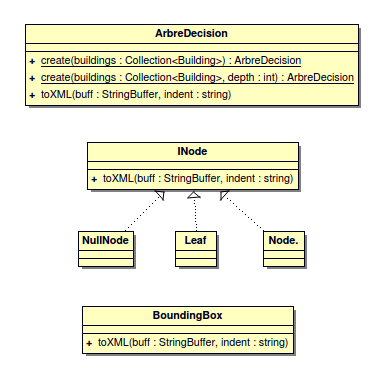 ArbreDecision
+ create(buildings : Collection<Building>) : ArbreDecision
+ create(buildings : Collection<Building>, depth : int) : ArbreDecision
+ toXML(buff : StringBuffer, indent : string)
INode
+ toXML(buff : StringBuffer, indent : string)
NullNode
Leaf
Node.
BoundingBox
+ toXML(buff : StringBuffer, indent : string)